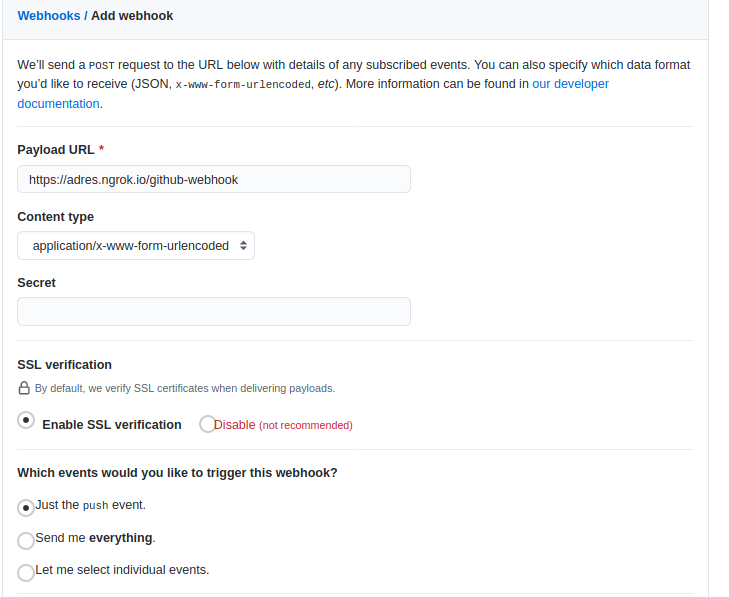 Webhooks / Add webhook
We'll send a POST request to the URL below with details of any subscribed events. You can also specify which data format
you'd like to receive (JSON, x-www-form-urlencoded, etc). More information can be found in our developer
documentation.
Payload URL *
https://adres.ngrok.io/github-webhook
Content type
application/x-www-form-urlencoded
Secret
SSL verification
By default, we verify SSL certificates when delivering payloads.
Enable SSL verification Disable (not recommended)
Which events would you like to trigger this webhook?
Just the push event.
Send me everything.
Let me select individual events.